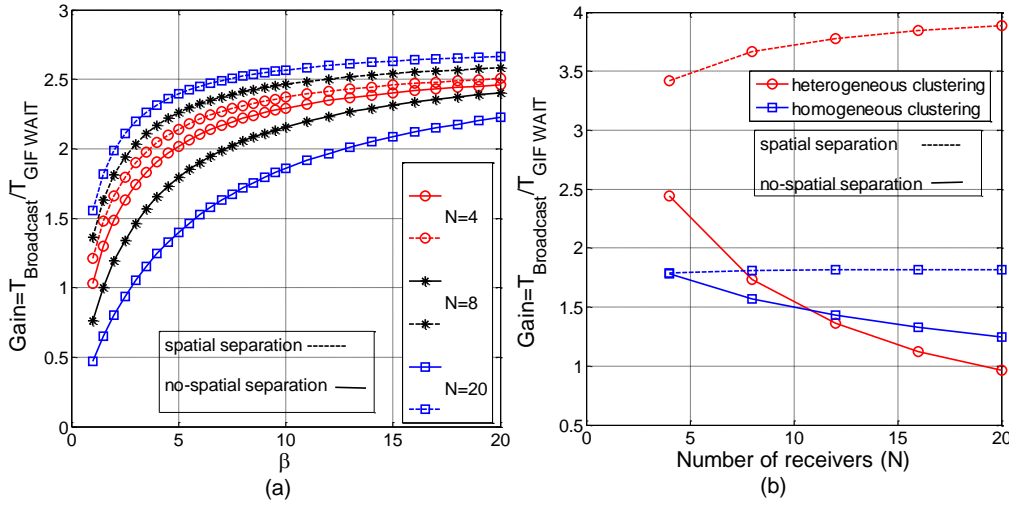 3
2.5
2
1.5
1
0.5
0
0
5
10
15
20
Gain=T_Broadcast/T_GIF WAIT
β
(a)
N=4
N=8
N=20
spatial separation
no-spatial separation
4
3.5
3
2.5
2
1.5
1
0.5
0
5
10
15
20
Gain=T_Broadcast/T_GIF WAIT
Number of receivers (N)
(b)
heterogeneous clustering
homogeneous clustering
spatial separation
no-spatial separation